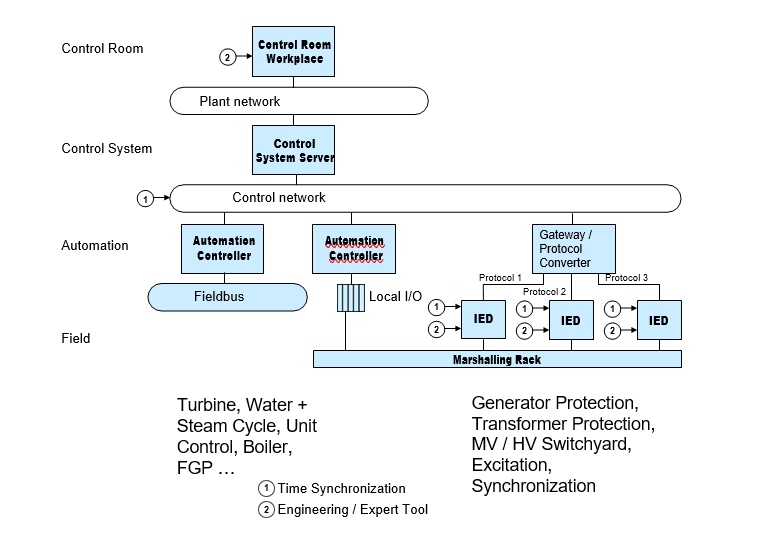 Control Room
2
Control Room
Workplace
Plant network
Control System
Control
System Server
1
Control network
Automation
Automation
Controller
Automation
Controller
Gateway /
Protocol
Converter
Protocol 1
Protocol 2
Protocol 3
Fieldbus
Local I/O
1
2
IED
1
2
IED
1
2
IED
Field
Marshalling Rack
Turbine, Water +
Steam Cycle, Unit
Control, Boiler,
FGP ...
Generator Protection,
Transformer Protection,
MV / HV Switchyard,
Excitation,
Synchronization
1 Time Synchronization
2 Engineering / Expert Tool